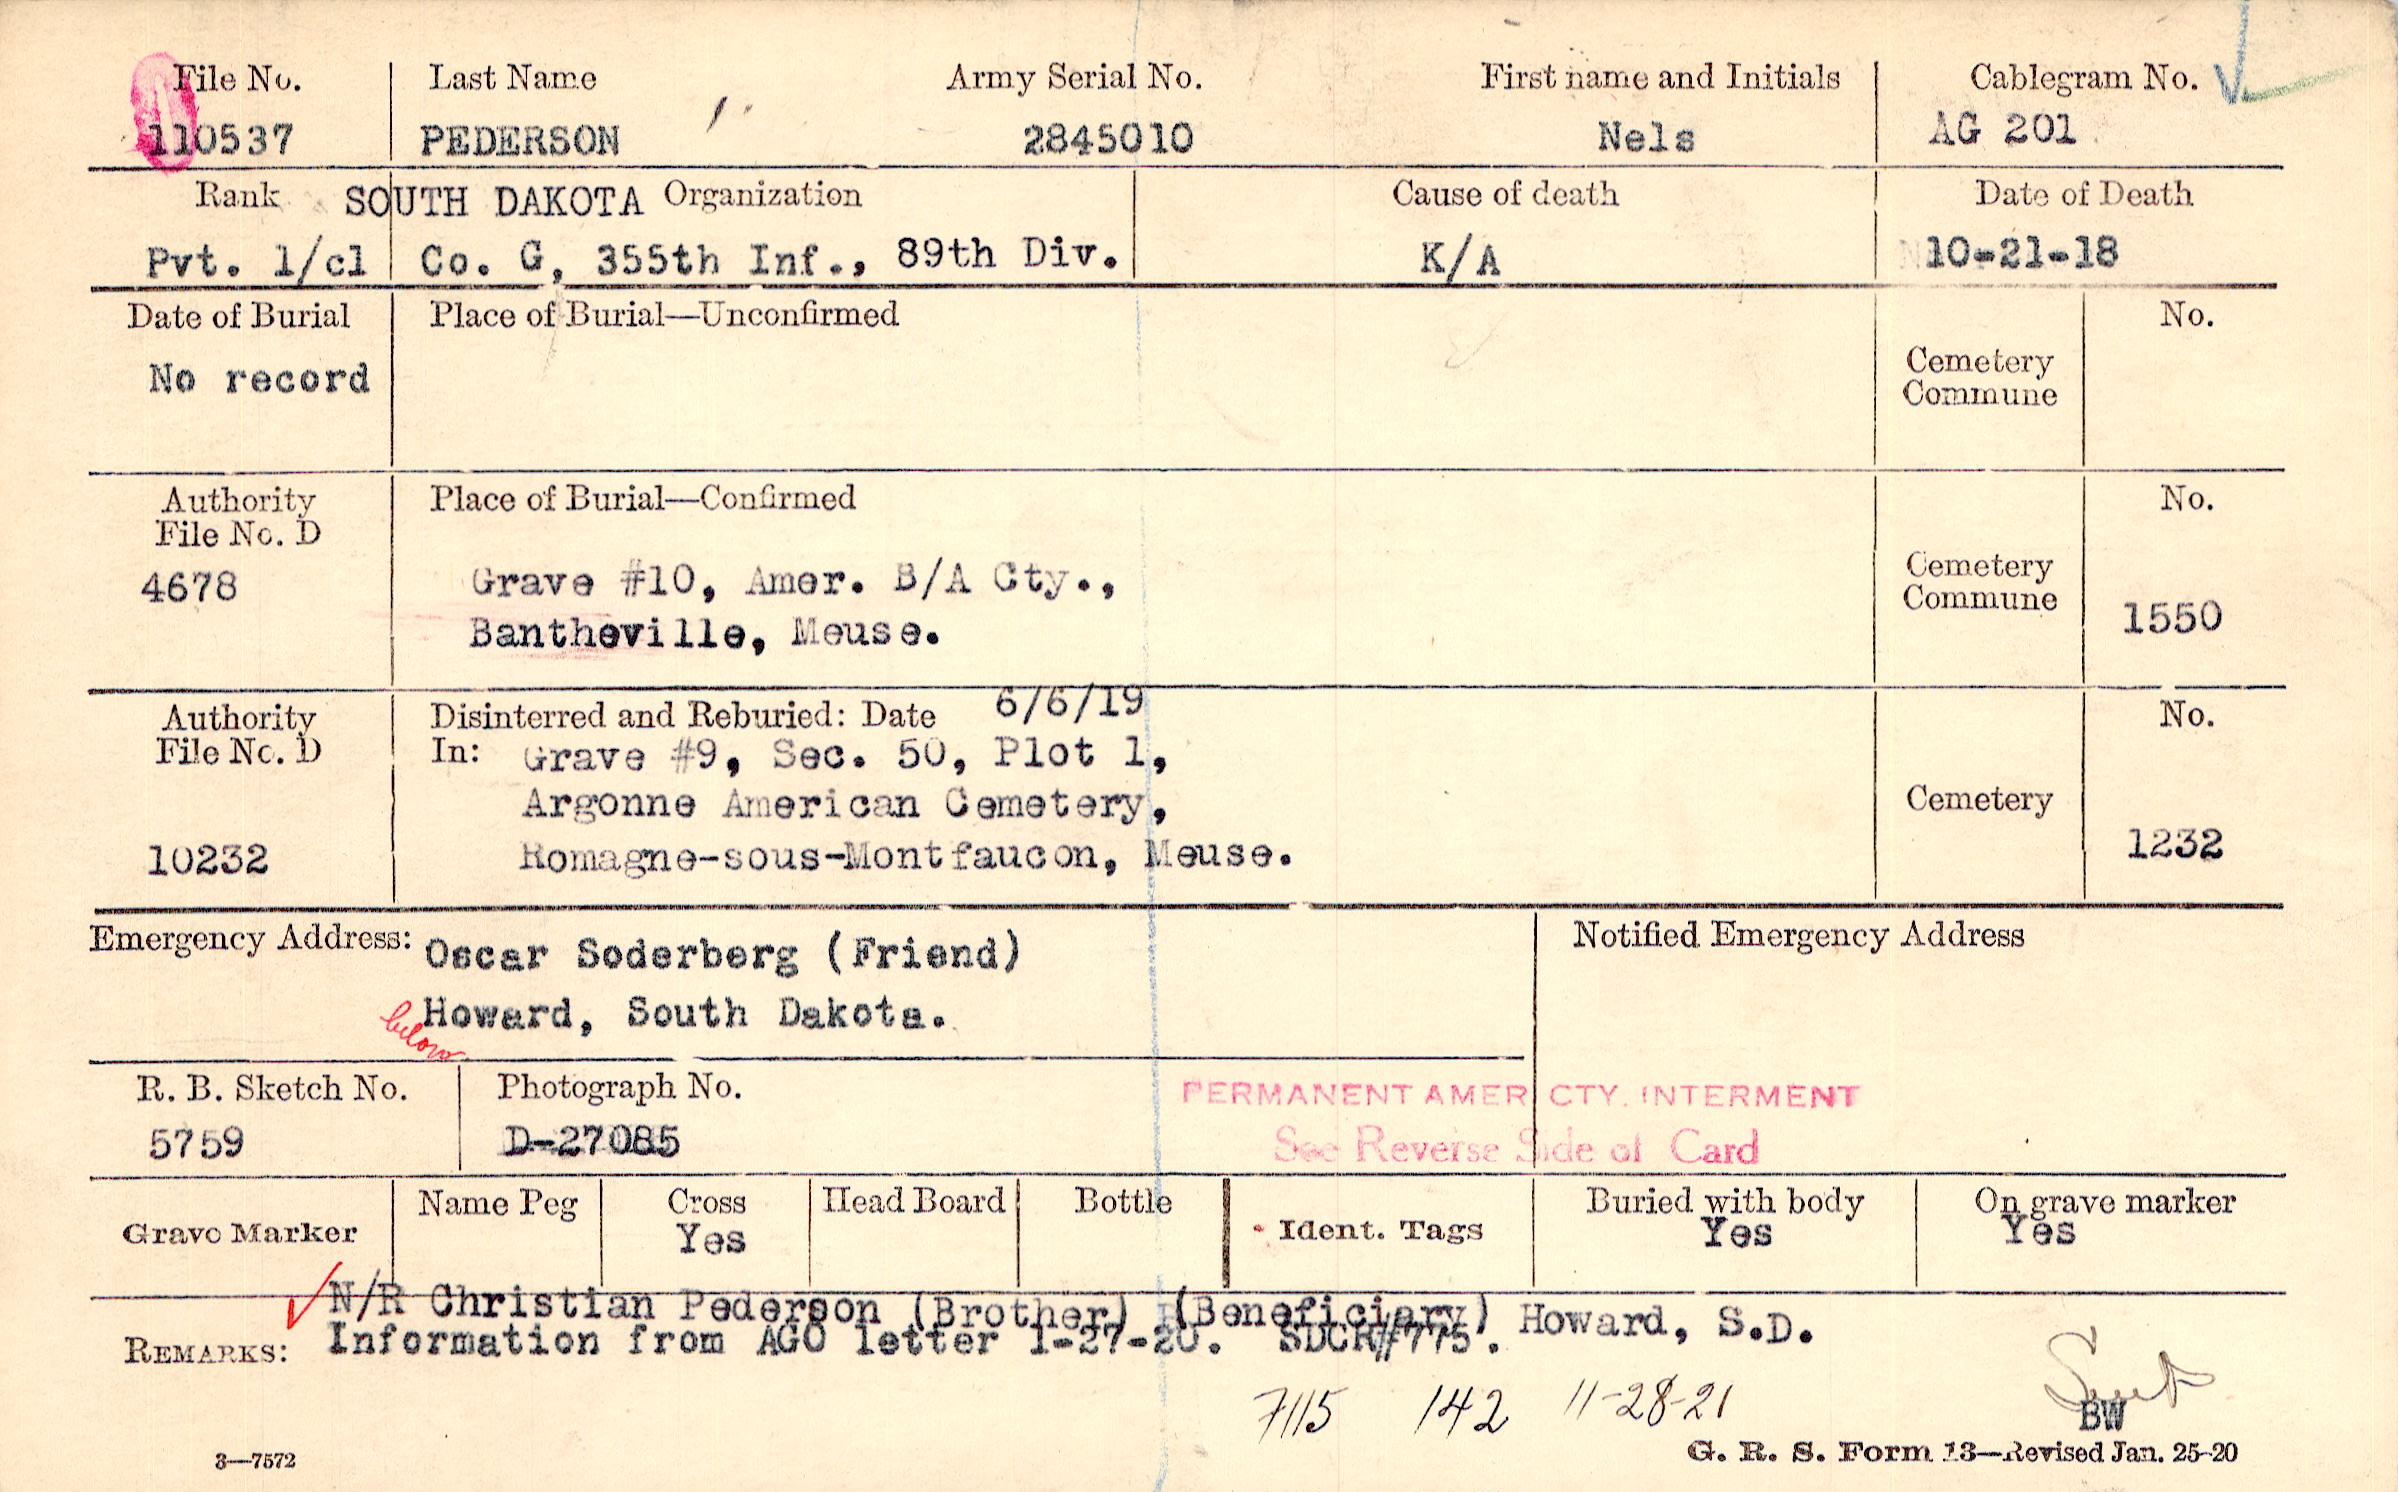 File No. Last Name Army Serial No. First name and Initials Cablegram No.
110537 PEDERSON 2845010 Nels AG 201
Rank SOUTH DAKOTA Organization Cause of death Date of Death
Pvt. 1/cl Co. G, 355th Inf., 89th Div. K/A 10-21-18
Date of Burial Place of Burial—Unconfirmed No.
No record
Cemetery
Commune
Authority Place of Burial—Confirmed No.
File No. D
4678 Grave #10, Amer. B/A Cty., Cemetery
Commune 1550
Bantheville, Meuse.
Authority Disinterred and Reburied: Date 6/6/19 No.
File No. D In: Grave #9, Sec. 50, Plot 1,
Argonne American Cemetery, Cemetery
10232 Romagne-sous-Montfaucon, Meuse. 1232
Emergency Address: Oscar Soderberg (Friend) Notified Emergency Address
below Howard, South Dakota.
R. B. Sketch No. Photograph No. PERMANENT AMER CTY. INTERMENT
5759 D-27085 See Reverse Side of Card
Grave Marker Name Peg Cross Head Board Bottle Ident. Tags Buried with body On grave marker
Yes Yes Yes
N/R Christian Pederson (Brother) (Beneficiary) Howard, S.D.
REMARKS: Information from AGO letter 1-27-20. SDCR#775.
7115 142 11-28-21
BW
3—7572 G. R. S. Form 13—Revised Jan. 25-20